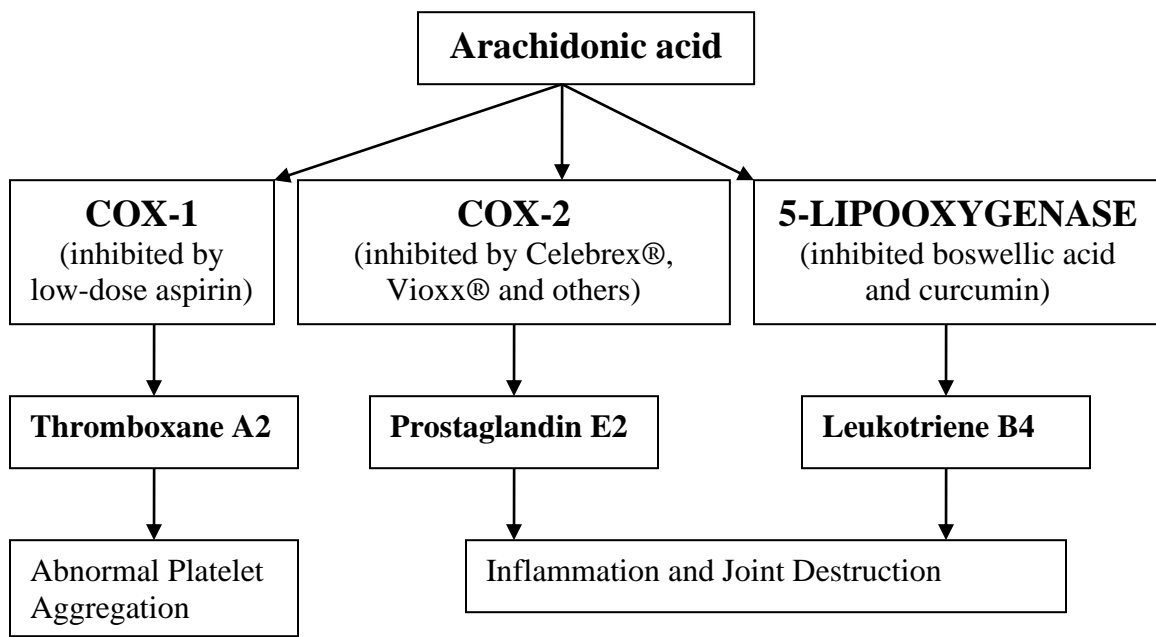 Arachidonic acid
COX-1
(inhibited by
low-dose aspirin)
COX-2
(inhibited by Celebrex®,
Vioxx® and others)
5-LIPOOXYGENASE
(inhibited boswellic acid
and curcumin)
Thromboxane A2
Prostaglandin E2
Leukotriene B4
Abnormal Platelet
Aggregation
Inflammation and Joint Destruction